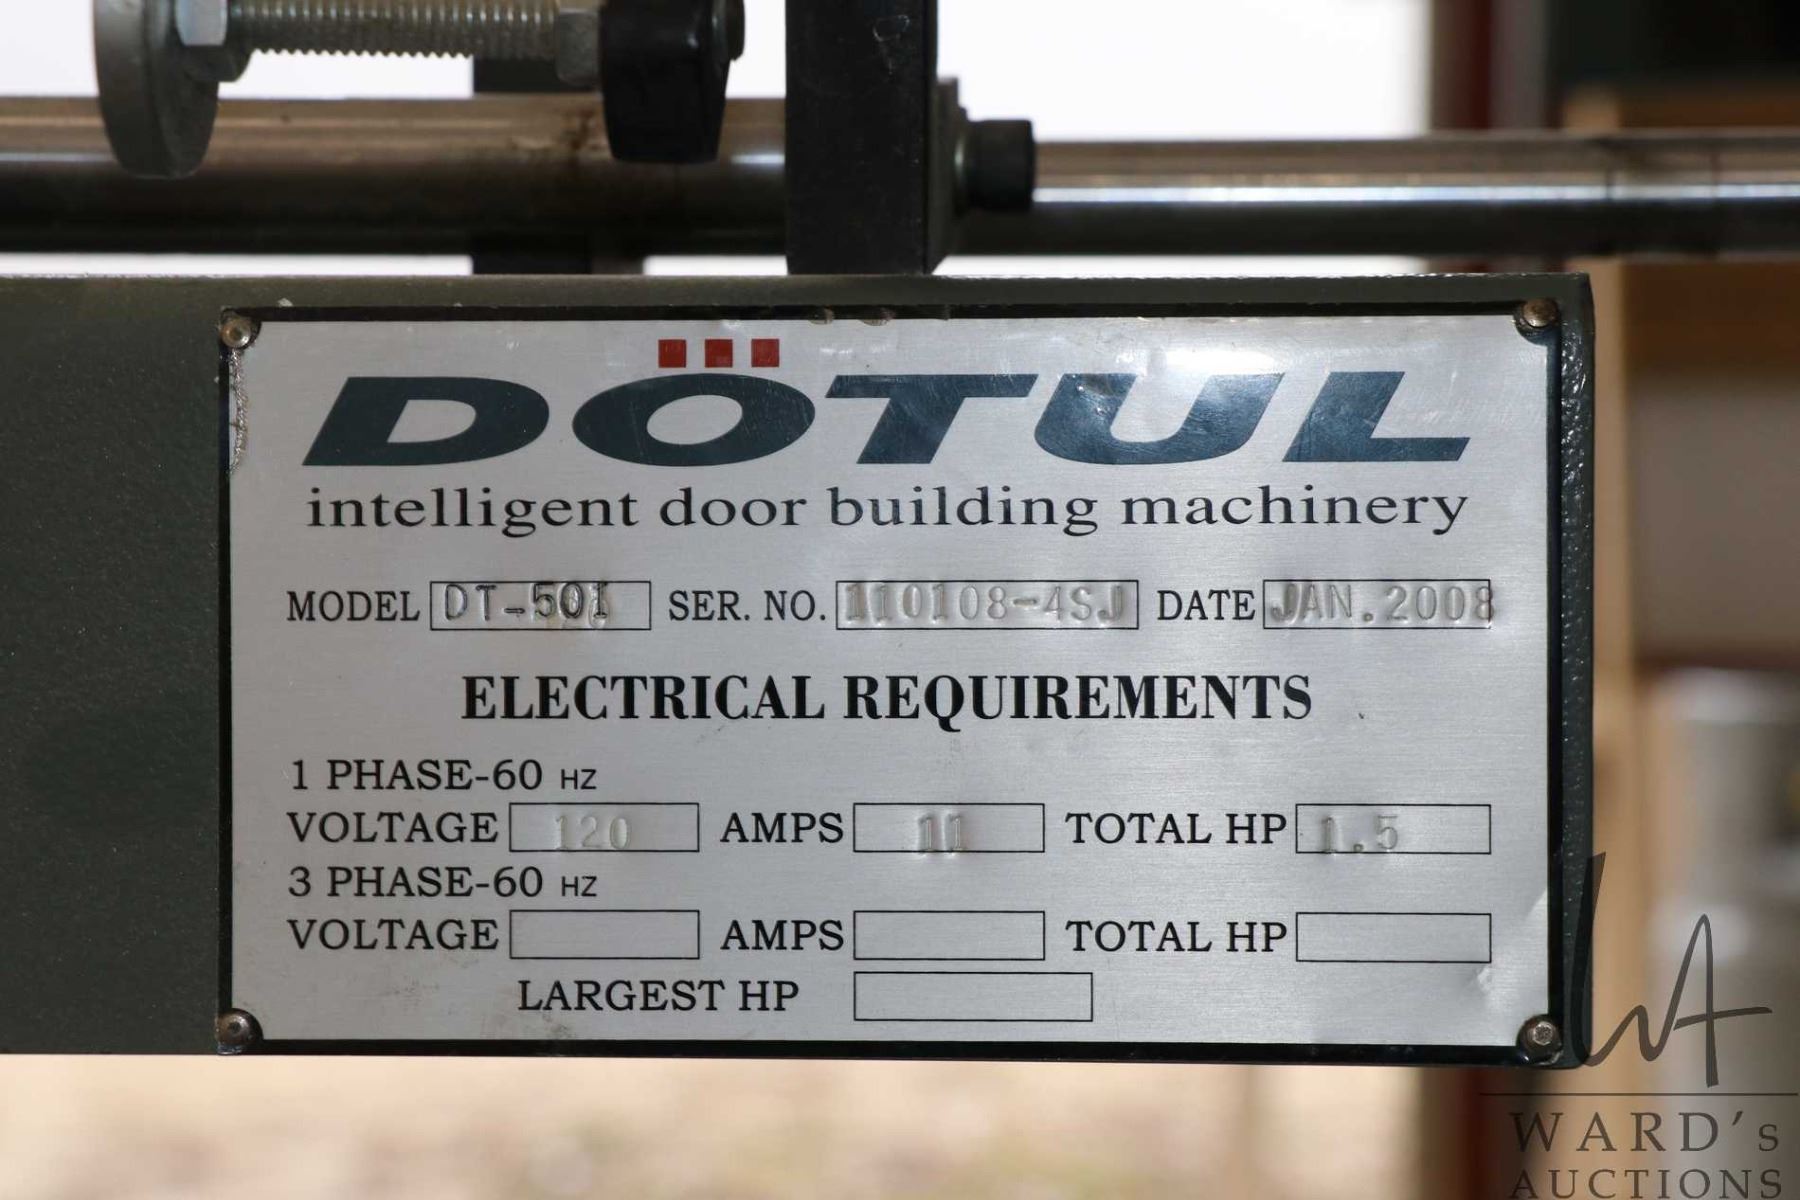 DÖTUL
intelligent door building machinery
MODEL DT-501 SER. NO. 110108-4SJ DATE JAN.2008
ELECTRICAL REQUIREMENTS
1 PHASE-60 HZ
VOLTAGE 120 AMPS 11 TOTAL HP 1.5
3 PHASE-60 HZ
VOLTAGE AMPS TOTAL HP
LARGEST HP
WA
WARD's
AUCTIONS